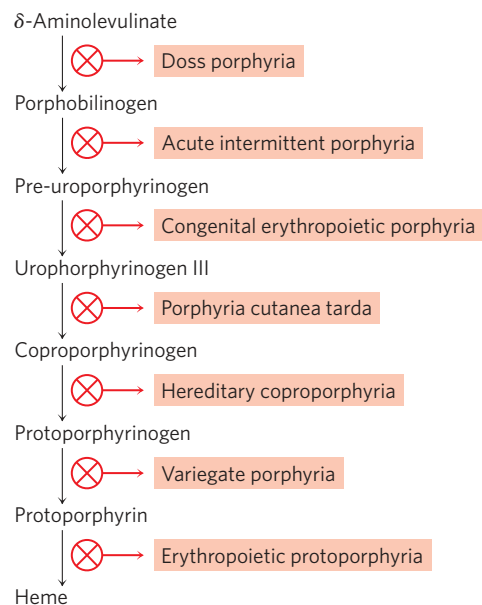 δ-Aminolevulinate
Doss porphyria
Porphobilinogen
Acute intermittent porphyria
Pre-uroporphyrinogen
Congenital erythropoietic porphyria
Urophorphyrinogen III
Porphyria cutanea tarda
Coproporphyrinogen
Hereditary coproporphyria
Protoporphyrinogen
Variegate porphyria
Protoporphyrin
Erythropoietic protoporphyria
Heme